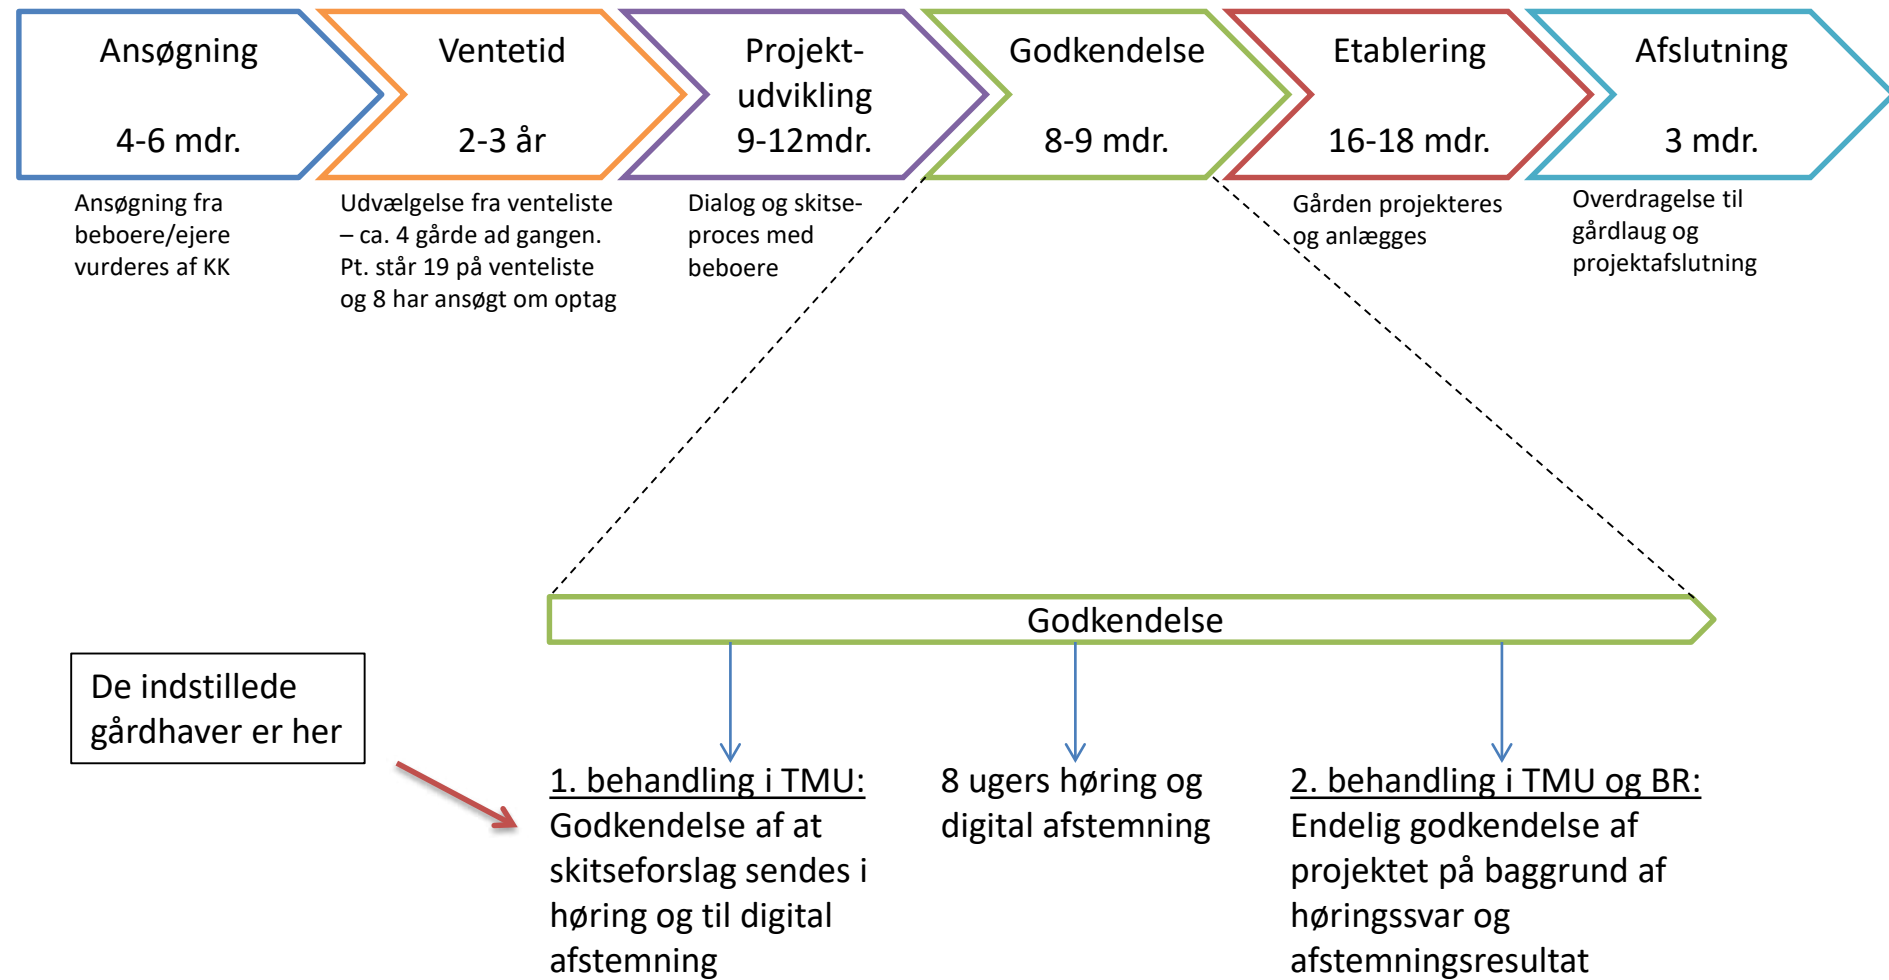 Ansøgning
4-6 mdr.
Ventetid
2-3 år
Projekt-
udvikling
9-12mdr.
Godkendelse
8-9 mdr.
Etablering
16-18 mdr.
Afslutning
3 mdr.
Ansøgning fra
beboere/ejere
vurderes af KK
Udvælgelse fra venteliste
– ca. 4 gårde ad gangen.
Pt. står 19 på venteliste
og 8 har ansøgt om optag
Dialog og skitse-
proces med
beboere
Gården projekteres
og anlægges
Overdragelse til
gårdlaug og
projektafslutning
Godkendelse
De indstillede
gårdhaver er her
1. behandling i TMU:
Godkendelse af at
skitseforslag sendes i
høring og til digital
afstemning
8 ugers høring og
digital afstemning
2. behandling i TMU og BR:
Endelig godkendelse af
projektet på baggrund af
høringssvar og
afstemningsresultat